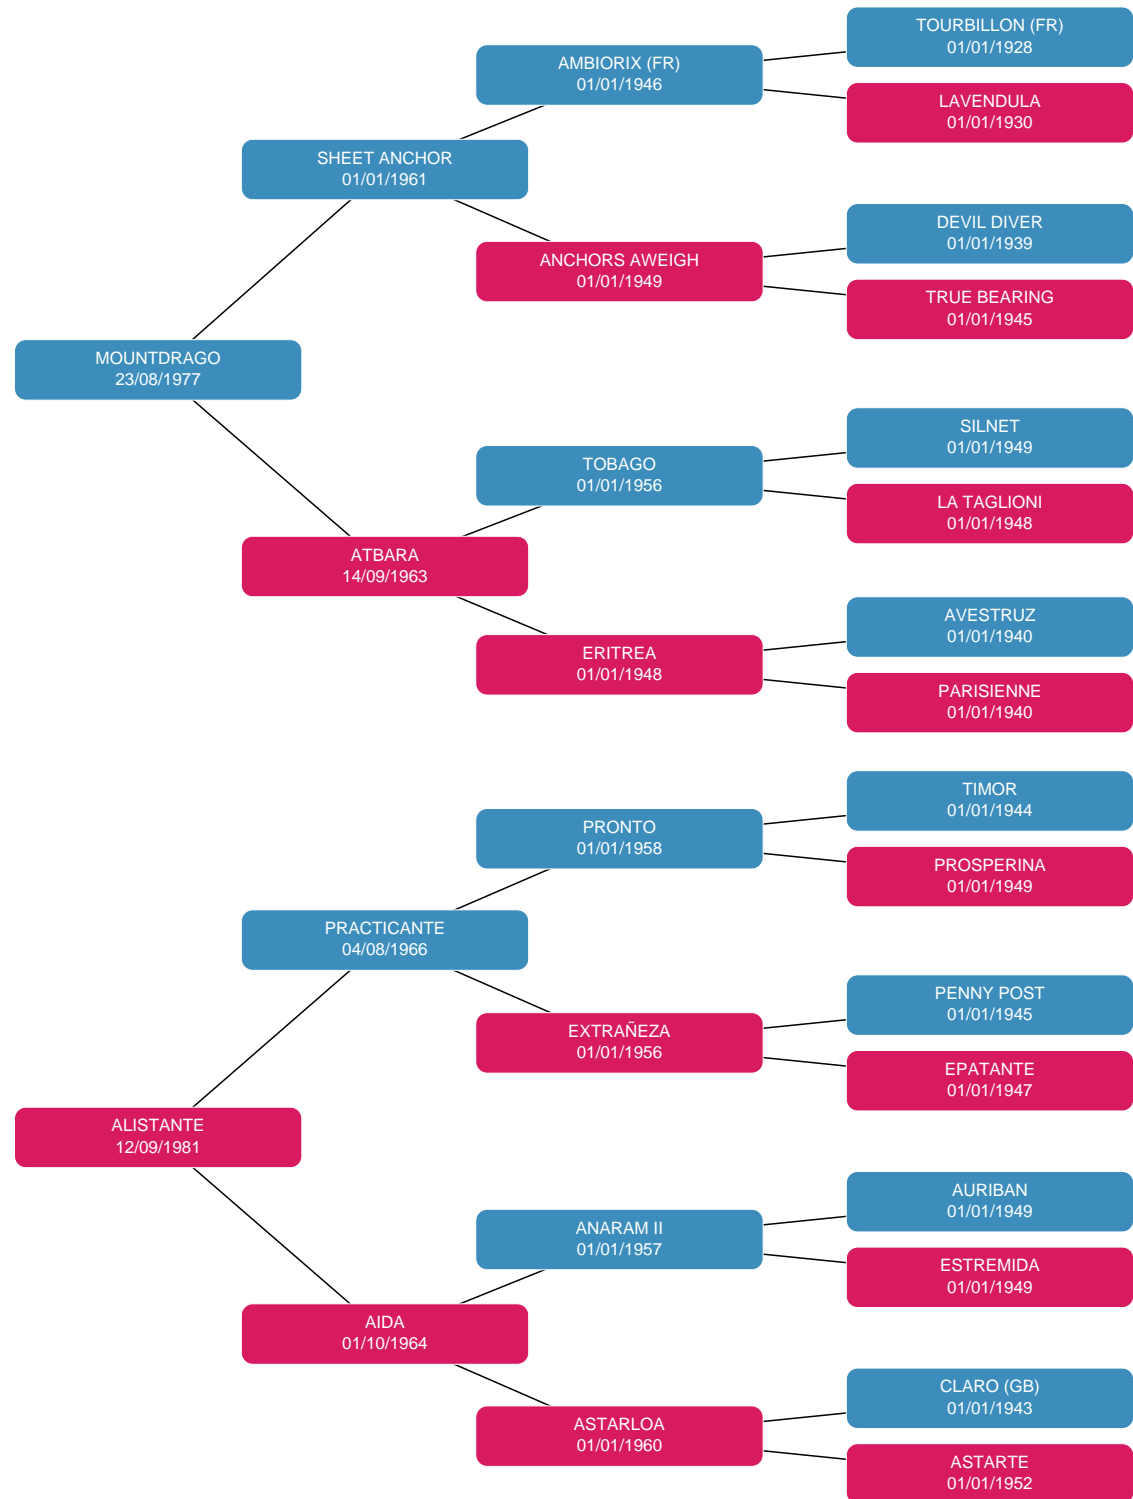 TOURBILLON (FR)
01/01/1928
AMBIORIX (FR)
01/01/1946
LAVENDULA
01/01/1930
SHEET ANCHOR
01/01/1961
DEVIL DIVER
01/01/1939
ANCHORS AWEIGH
01/01/1949
TRUE BEARING
01/01/1945
MOUNTDRAGO
23/08/1977
SILNET
01/01/1949
TOBAGO
01/01/1956
LA TAGLIONI
01/01/1948
ATBARA
14/09/1963
AVESTRUZ
01/01/1940
ERITREA
01/01/1948
PARISIENNE
01/01/1940
TIMOR
01/01/1944
PRONTO
01/01/1958
PROSPERINA
01/01/1949
PRACTICANTE
04/08/1966
PENNY POST
01/01/1945
EXTRAÑEZA
01/01/1956
EPATANTE
01/01/1947
ALISTANTE
12/09/1981
AURIBAN
01/01/1949
ANARAM II
01/01/1957
ESTREMIDA
01/01/1949
AIDA
01/10/1964
CLARO (GB)
01/01/1943
ASTARLOA
01/01/1960
ASTARTE
01/01/1952